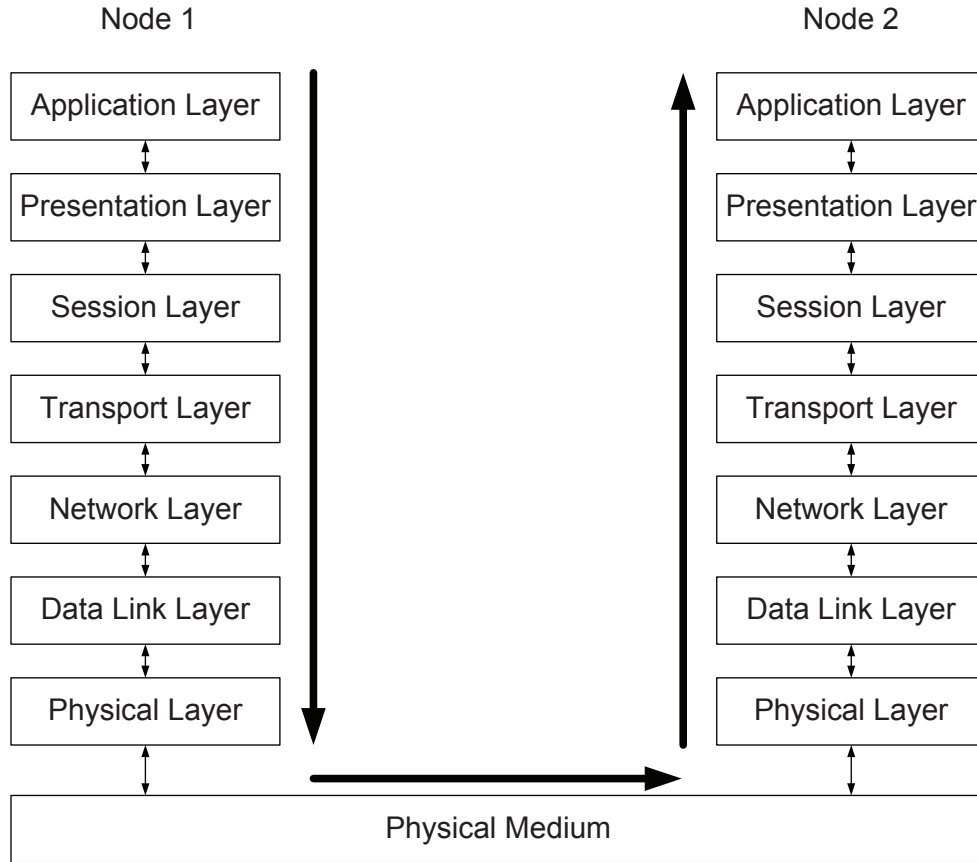 Node 1
Node 2
Application Layer
Application Layer
Presentation Layer
Presentation Layer
Session Layer
Session Layer
Transport Layer
Transport Layer
Network Layer
Network Layer
Data Link Layer
Data Link Layer
Physical Layer
Physical Layer
Physical Medium